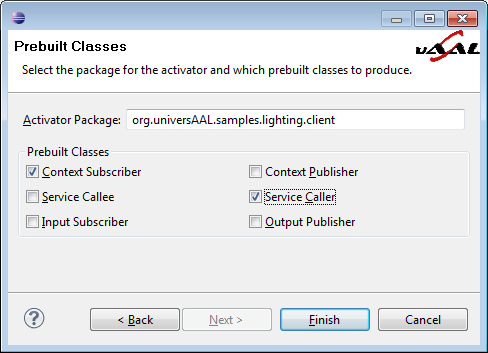 Prebuilt Classes
uAAL
Select the package for the activator and which prebuilt classes to produce.
Activator Package: org.universAAL.samples.lighting.client
Prebuilt Classes
Context Subscriber Context Publisher
Service Callee Service Caller
Input Subscriber Output Publisher
? < Back Next > Finish Cancel